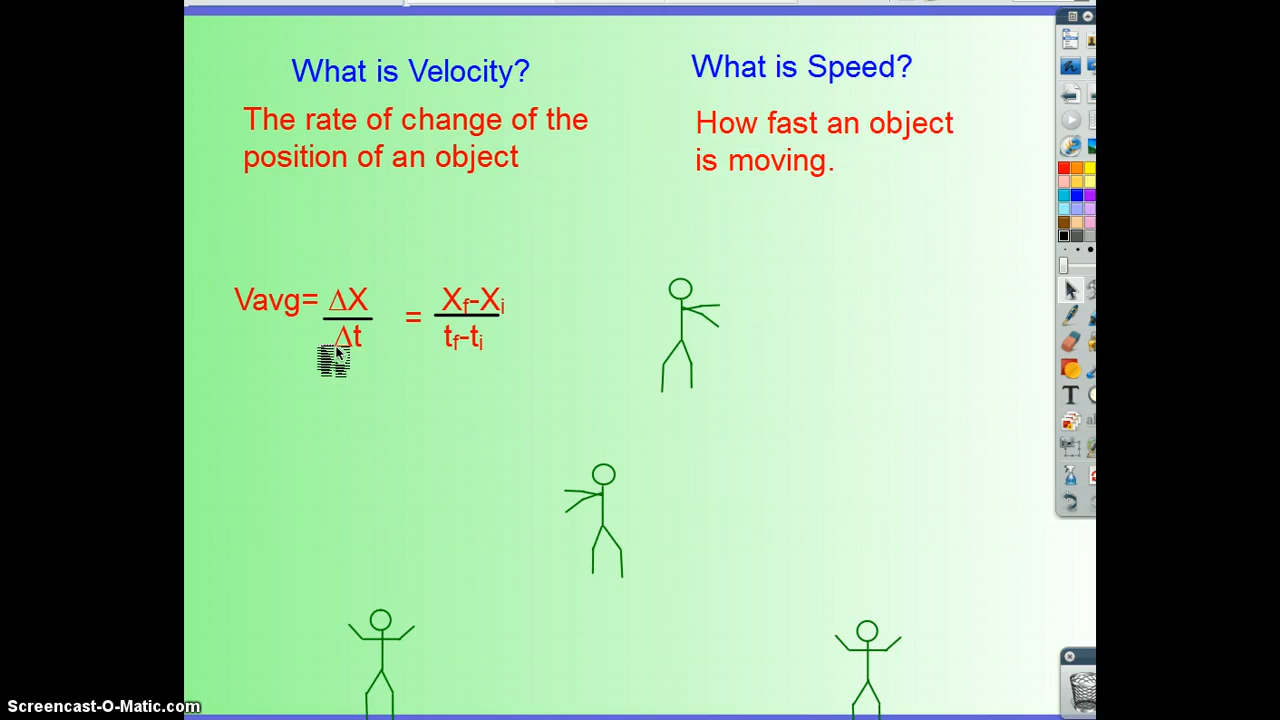 What is Velocity?
The rate of change of the
position of an object
What is Speed?
How fast an object
is moving.
Vavg= ΔX = Xf-Xi
Δt tf-ti
T
Screencast-O-Matic.com